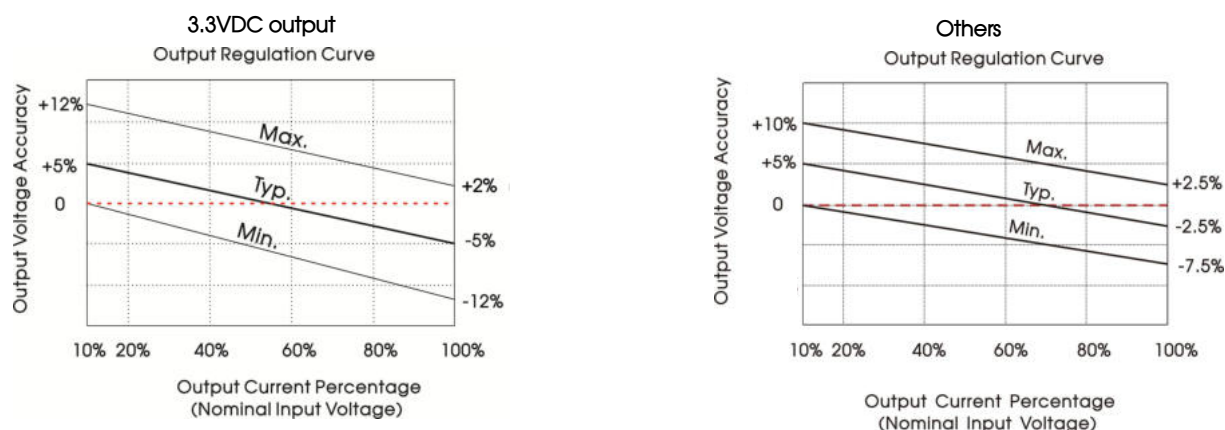 3.3VDC output
Output Regulation Curve
Output Voltage Accuracy
+12%
+5%
0
Max.
Typ.
Min.
+2%
-5%
-12%
10% 20% 40% 60% 80% 100%
Output Current Percentage
(Nominal Input Voltage)
Others
Output Regulation Curve
Output Voltage Accuracy
+10%
+5%
0
Max.
Typ.
Min.
+2.5%
-2.5%
-7.5%
10% 20% 40% 60% 80% 100%
Output Current Percentage
(Nominal Input Voltage)